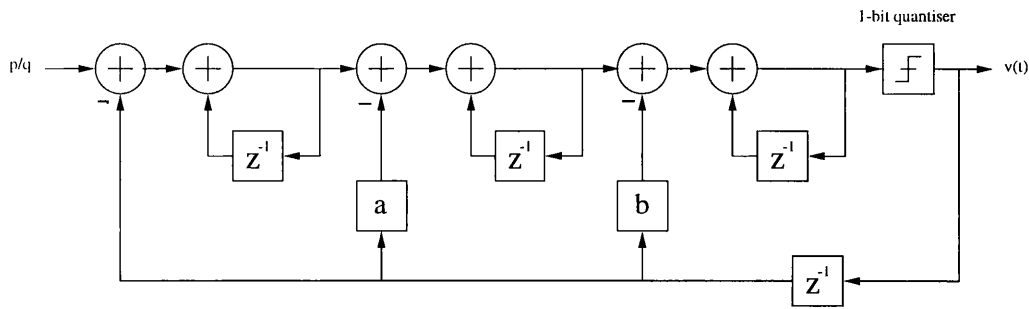 1-bit quantiser
p/q
v(t)
z⁻¹
z⁻¹
z⁻¹
a
b
z⁻¹